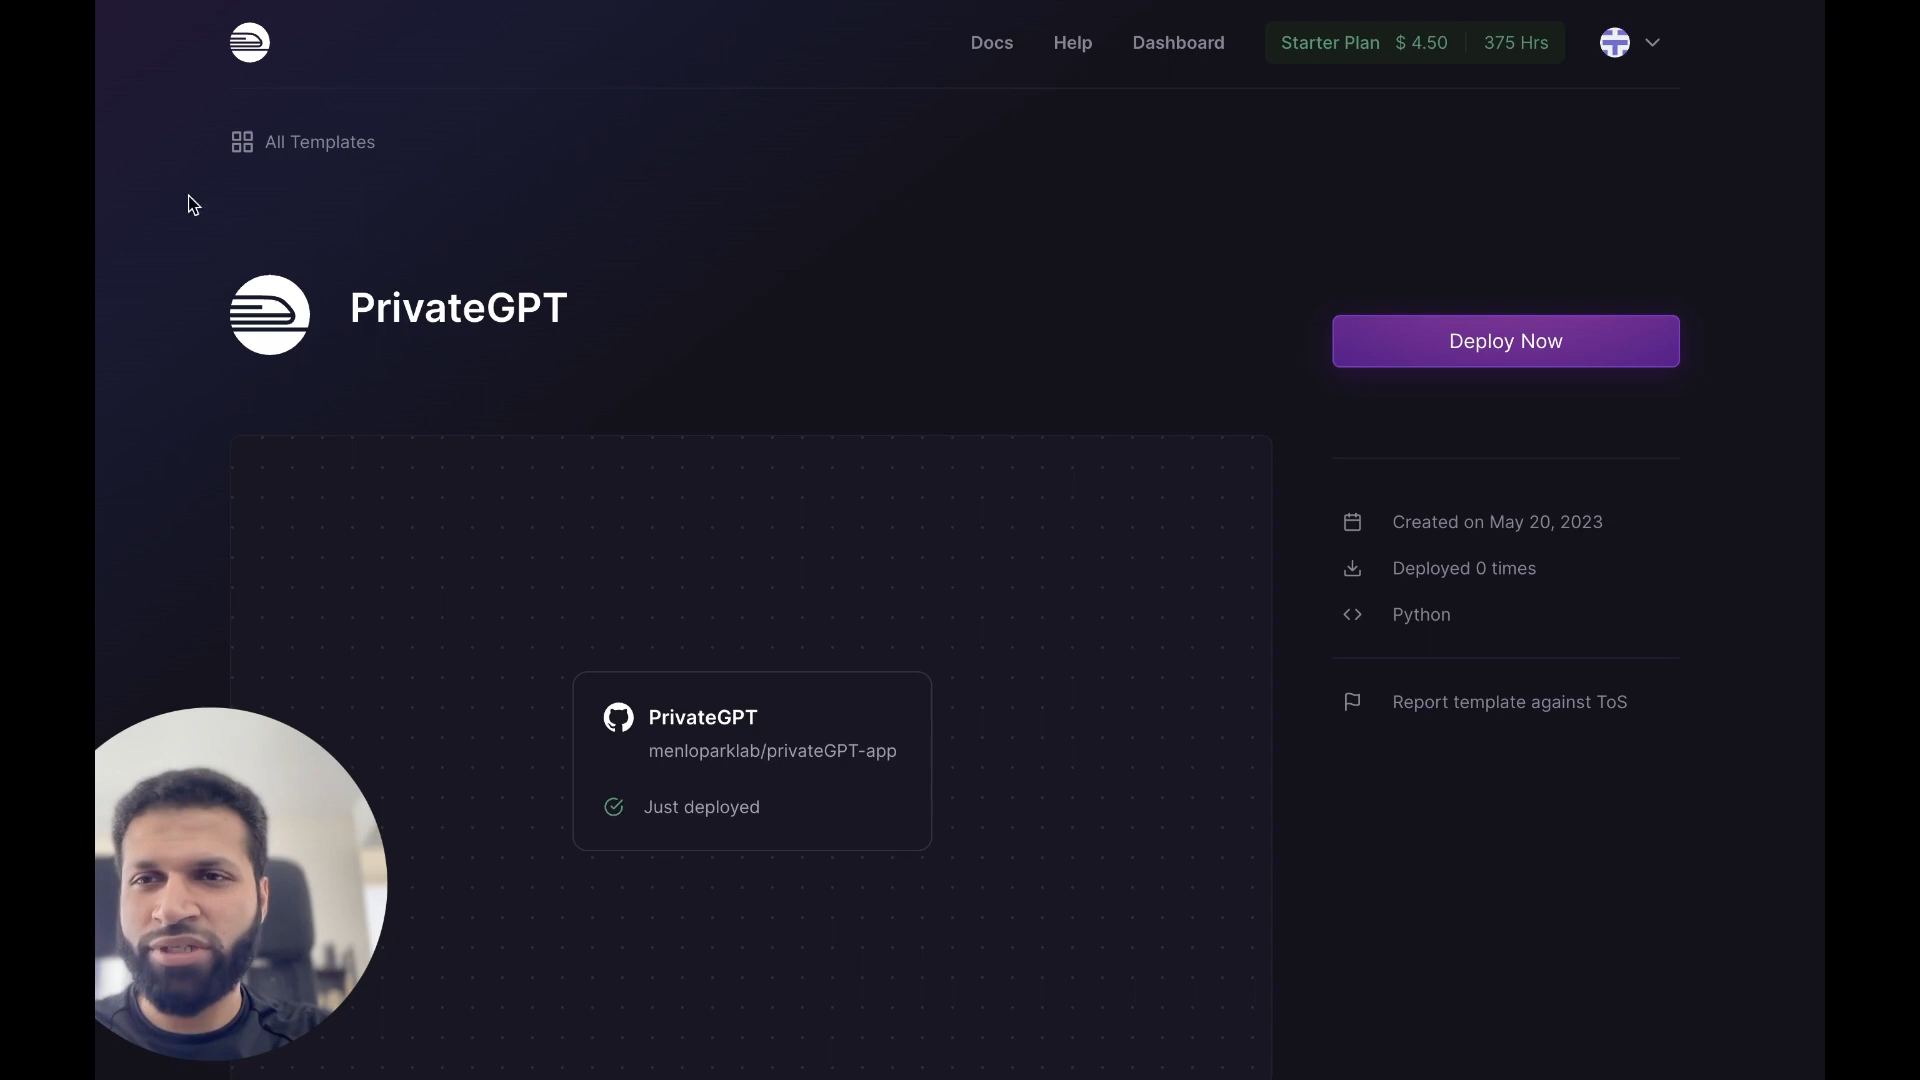 Docs
Help
Dashboard
Starter Plan $ 4.50 375 Hrs
All Templates
PrivateGPT
Deploy Now
Created on May 20, 2023
Deployed 0 times
Python
Report template against ToS
PrivateGPT
menloparklab/privateGPT-app
Just deployed